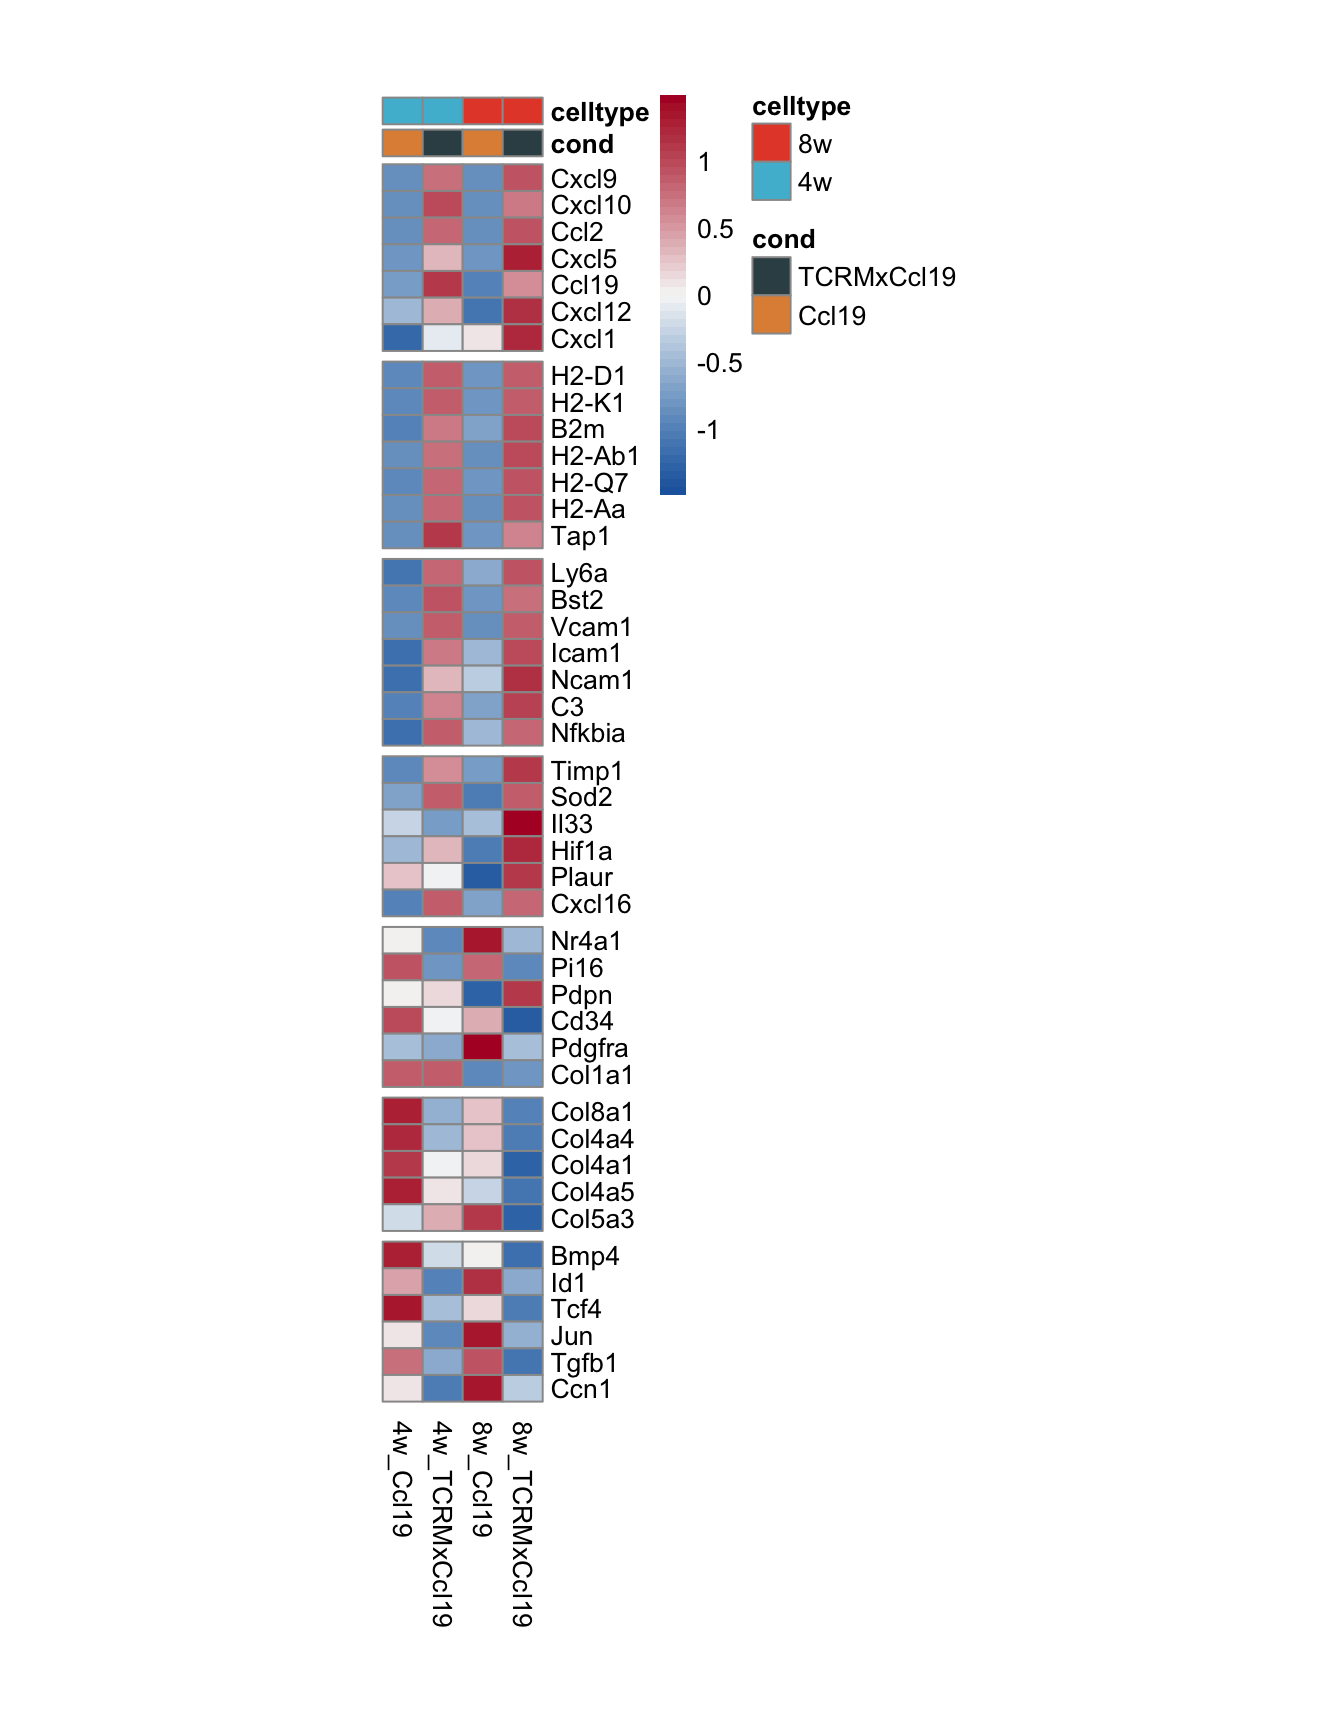 celltype
cond
Cxcl9
Cxcl10
Ccl2
Cxcl5
Ccl19
Cxcl12
Cxcl1
H2-D1
H2-K1
B2m
H2-Ab1
H2-Q7
H2-Aa
Tap1
Ly6a
Bst2
Vcam1
Icam1
Ncam1
C3
Nfkbia
Timp1
Sod2
Il33
Hif1a
Plaur
Cxcl16
Nr4a1
Pi16
Pdpn
Cd34
Pdgfra
Col1a1
Col8a1
Col4a4
Col4a1
Col4a5
Col5a3
Bmp4
Id1
Tcf4
Jun
Tgfb1
Ccn1
4w_Ccl19
4w_TCRMxCcl19
8w_Ccl19
8w_TCRMxCcl19
1
0.5
0
-0.5
-1
celltype
8w
4w
cond
TCRMxCcl19
Ccl19